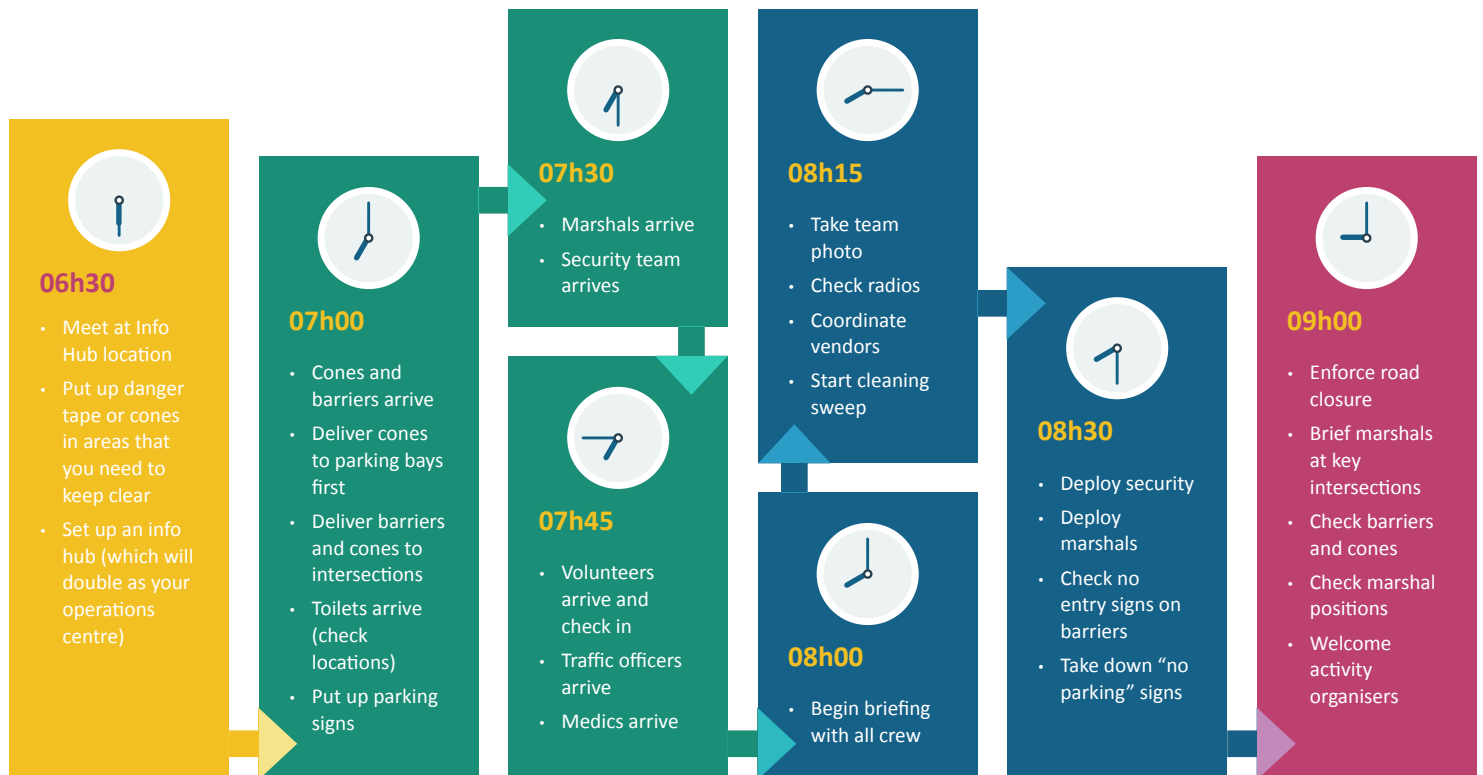 06h30
• Meet at Info
Hub location
• Put up danger
tape or cones
in areas that
you need to
keep clear
• Set up an info
hub (which will
double as your
operations
centre)
07h00
• Cones and
barriers arrive
• Deliver cones
to parking bays
first
• Deliver barriers
and cones to
intersections
• Toilets arrive
(check
locations)
• Put up parking
signs
07h30
• Marshals arrive
• Security team
arrives
07h45
• Volunteers
arrive and
check in
• Traffic officers
arrive
• Medics arrive
08h00
• Begin briefing
with all crew
08h15
• Take team
photo
• Check radios
• Coordinate
vendors
• Start cleaning
sweep
08h30
• Deploy security
• Deploy
marshals
• Check no
entry signs on
barriers
• Take down “no
parking” signs
09h00
• Enforce road
closure
• Brief marshals
at key
intersections
• Check barriers
and cones
• Check marshal
positions
• Welcome
activity
organisers